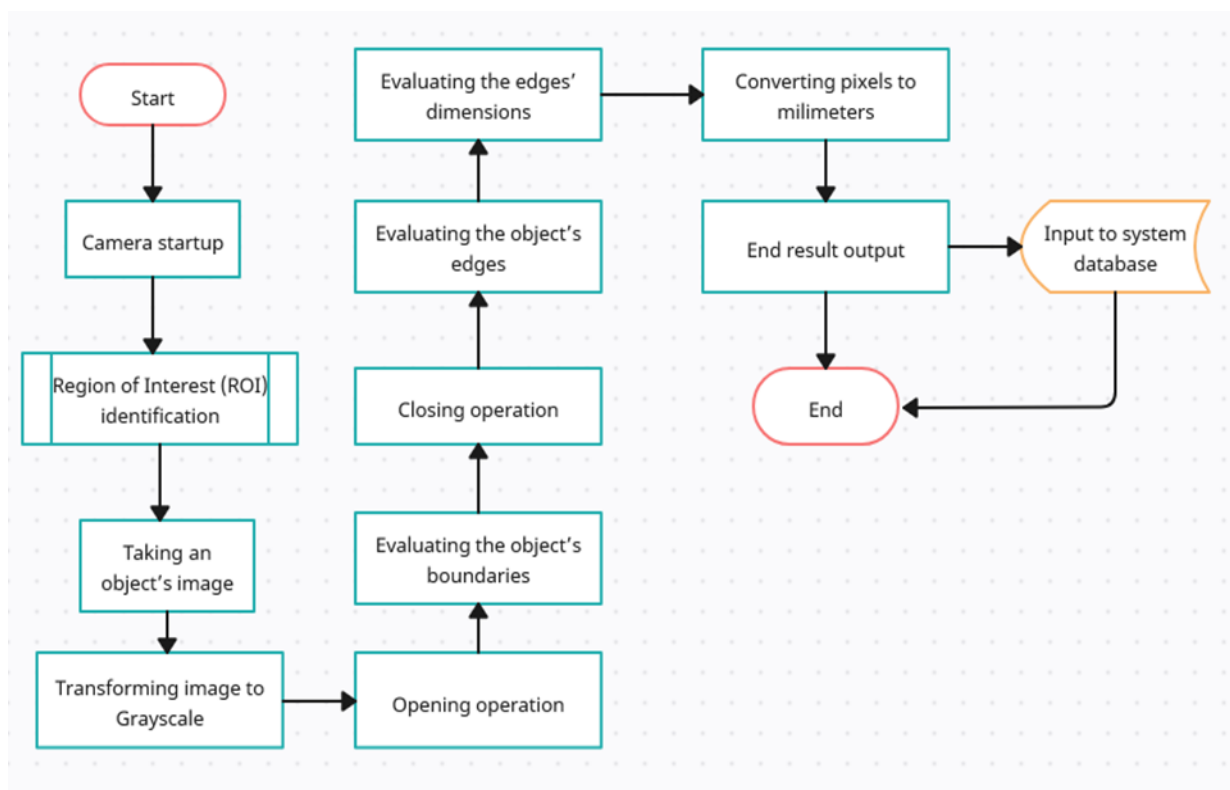 Start
Camera startup
Region of Interest (ROI)
identification
Taking an
object's image
Transforming image to
Grayscale
Opening operation
Evaluating the object's
boundaries
Closing operation
Evaluating the object's
edges
Evaluating the edges'
dimensions
Converting pixels to
milimeters
End result output
Input to system
database
End